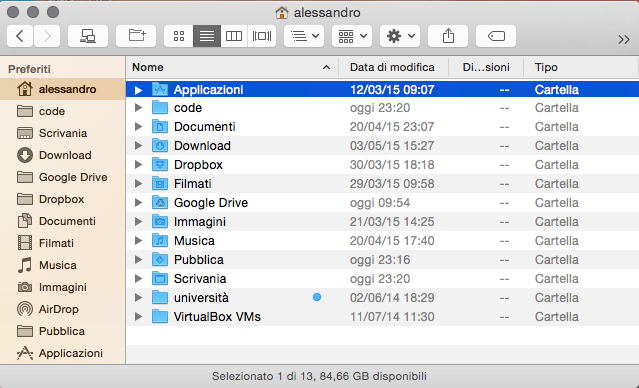 alessandro
Preferiti
alessandro
code
Scrivania
Download
Google Drive
Dropbox
Documenti
Filmati
Musica
Immagini
AirDrop
Pubblica
Applicazioni
Nome Data di modifica Di...sioni Tipo
Applicazioni 12/03/15 09:07 -- Cartella
code oggi 23:20 -- Cartella
Documenti 20/04/15 23:07 -- Cartella
Download 03/05/15 15:27 -- Cartella
Dropbox 30/03/15 18:18 -- Cartella
Filmati 29/03/15 09:58 -- Cartella
Google Drive oggi 09:54 -- Cartella
Immagini 21/03/15 14:25 -- Cartella
Musica 20/04/15 17:40 -- Cartella
Pubblica oggi 23:16 -- Cartella
Scrivania oggi 23:20 -- Cartella
università 02/06/14 18:29 -- Cartella
VirtualBox VMs 11/07/14 11:30 -- Cartella
Selezionato 1 di 13, 84,66 GB disponibili